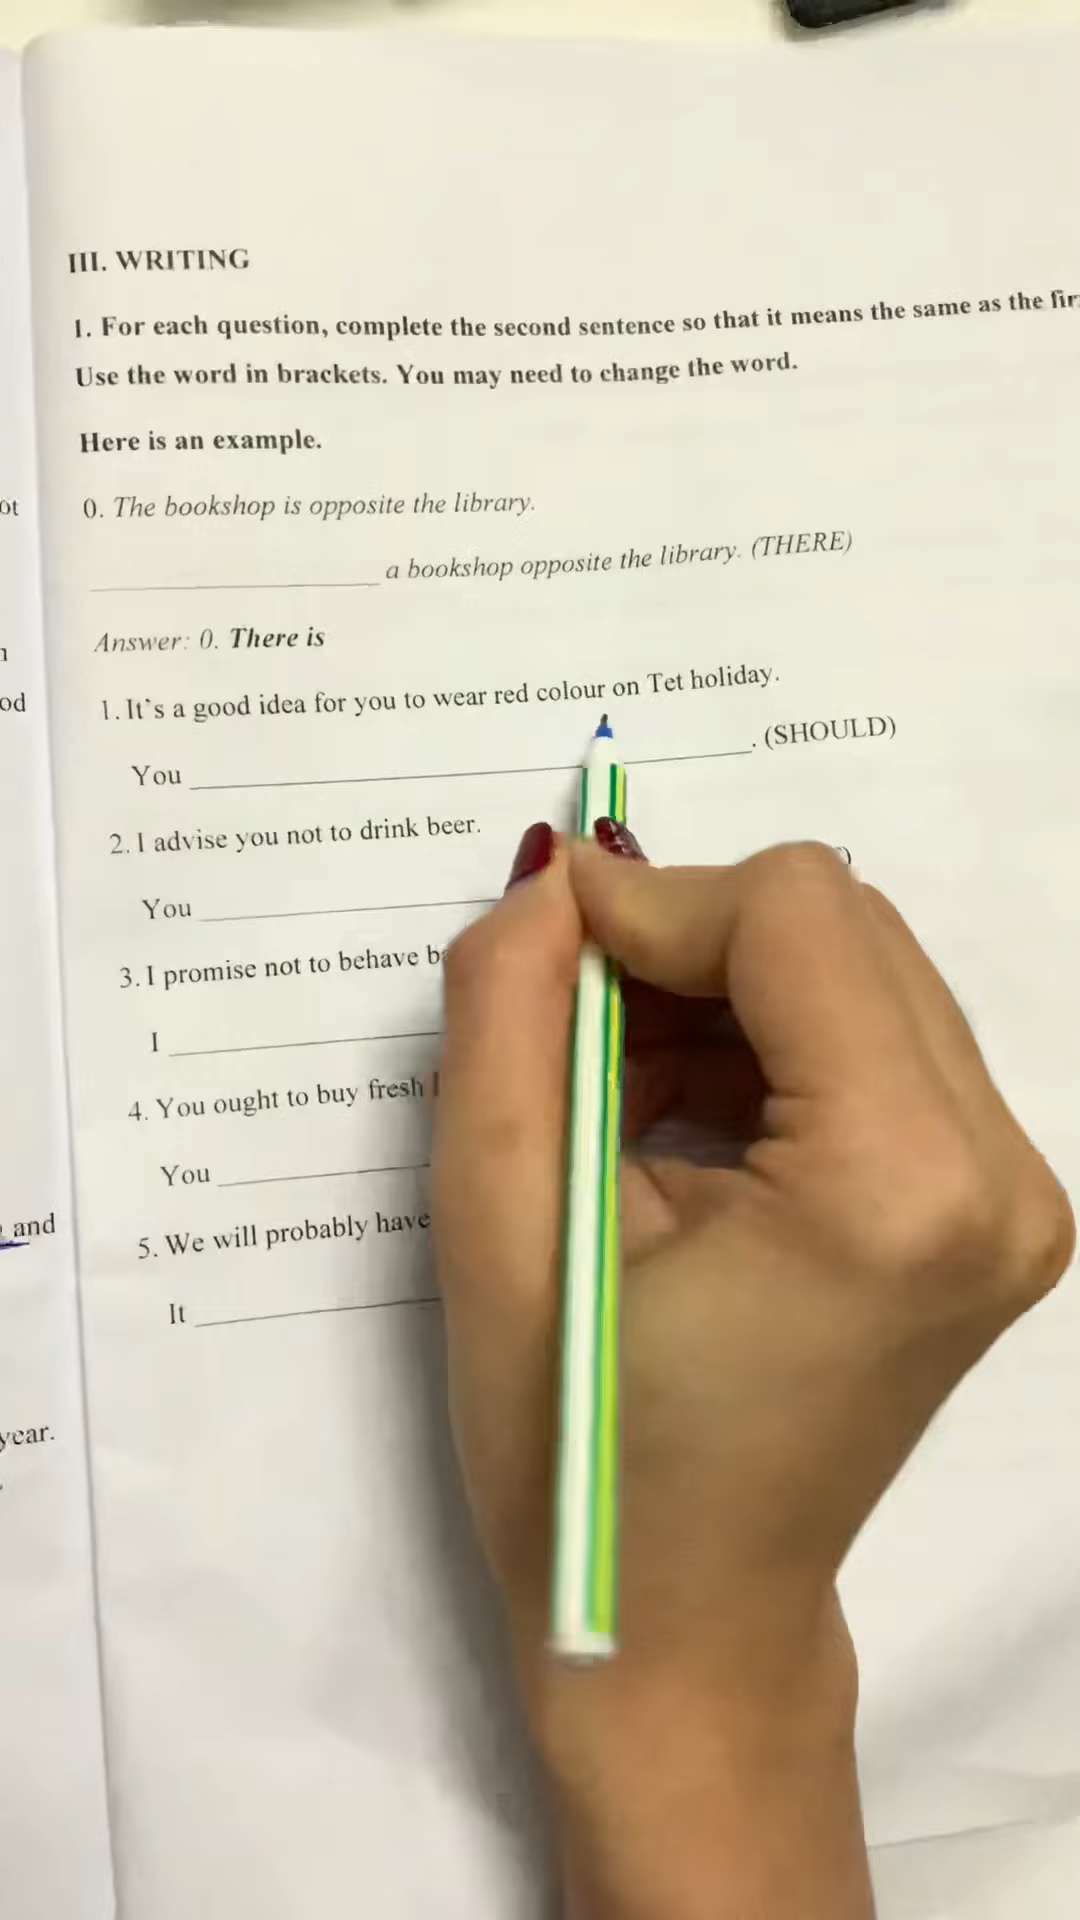 III. WRITING
1. For each question, complete the second sentence so that it means the same as the
Use the word in brackets. You may need to change the word.
Here is an example.
0. The bookshop is opposite the library.
a bookshop opposite the library. (THERE)
Answer: 0. There is
1. It's a good idea for you to wear red colour on Tet holiday.
You . (SHOULD)
2. I advise you not to drink beer.
You
3. I promise not to behave
I
4. You ought to buy fresh
You
5. We will probably have
It
and
year.